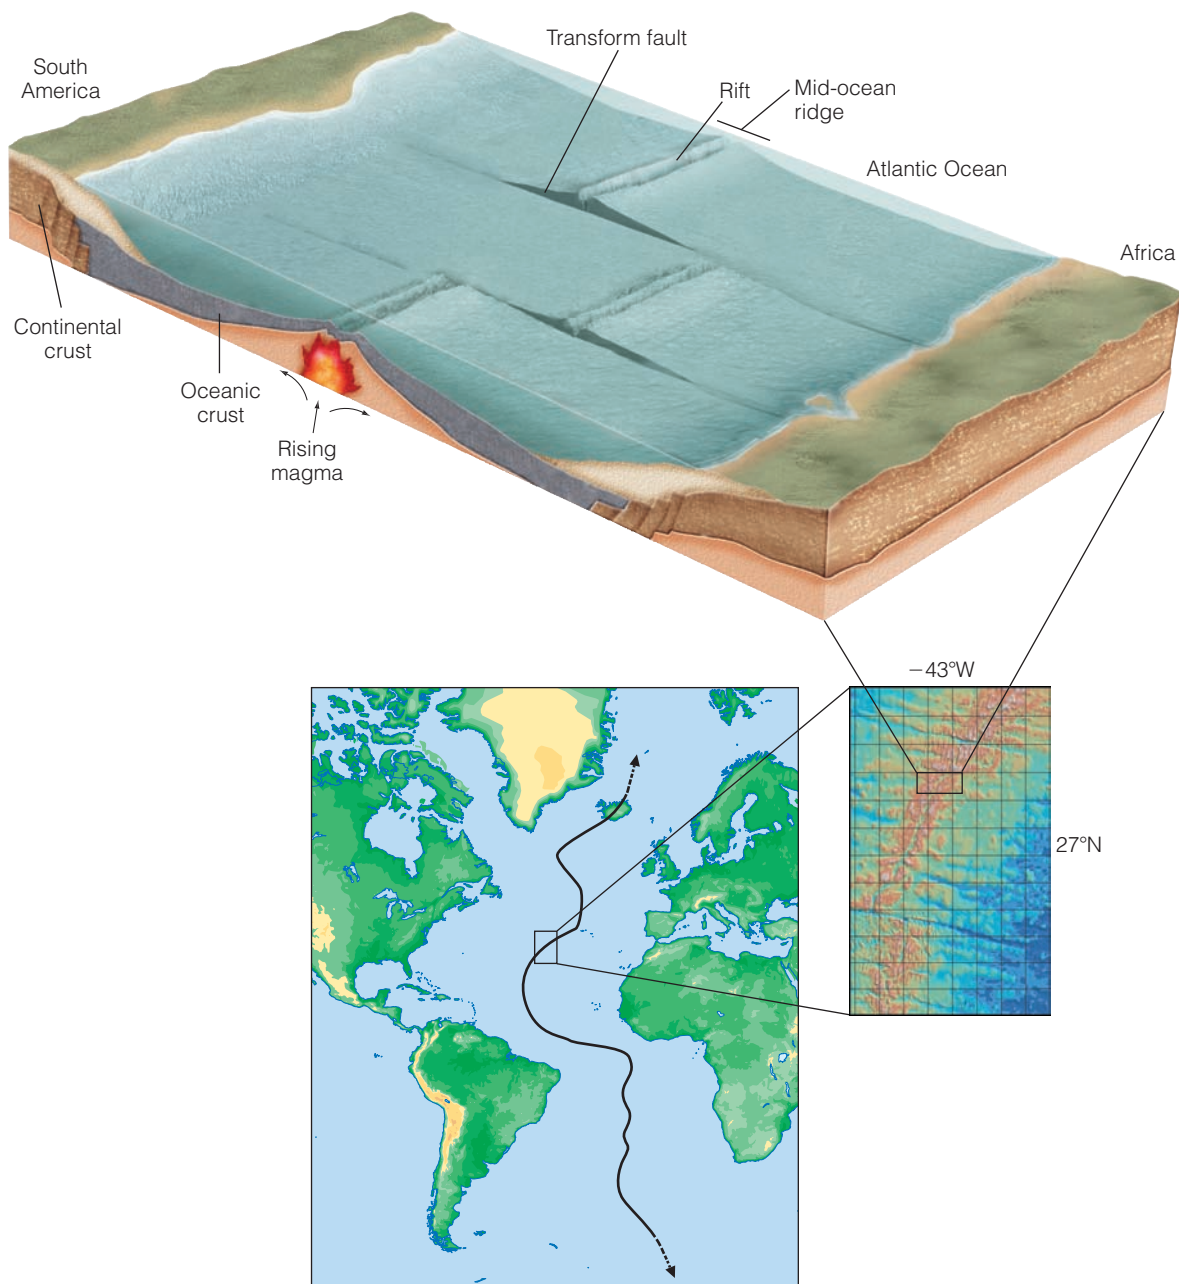 Transform fault
South
America
Rift
Mid-ocean
ridge
Atlantic Ocean
Africa
Continental
crust
Oceanic
crust
Rising
magma
−43°W
27°N